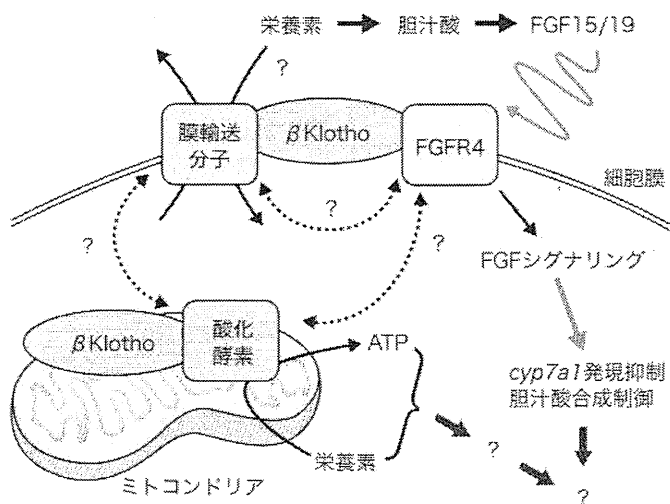 栄養素 胆汁酸 FGF15/19
?
膜輸送
分子
βKlotho
FGFR4
細胞膜
?
?
?
FGFシグナリング
βKlotho
酸化
酵素
ATP
cyp7a1発現抑制
胆汁酸合成制御
栄養素
?
ミトコンドリア
?